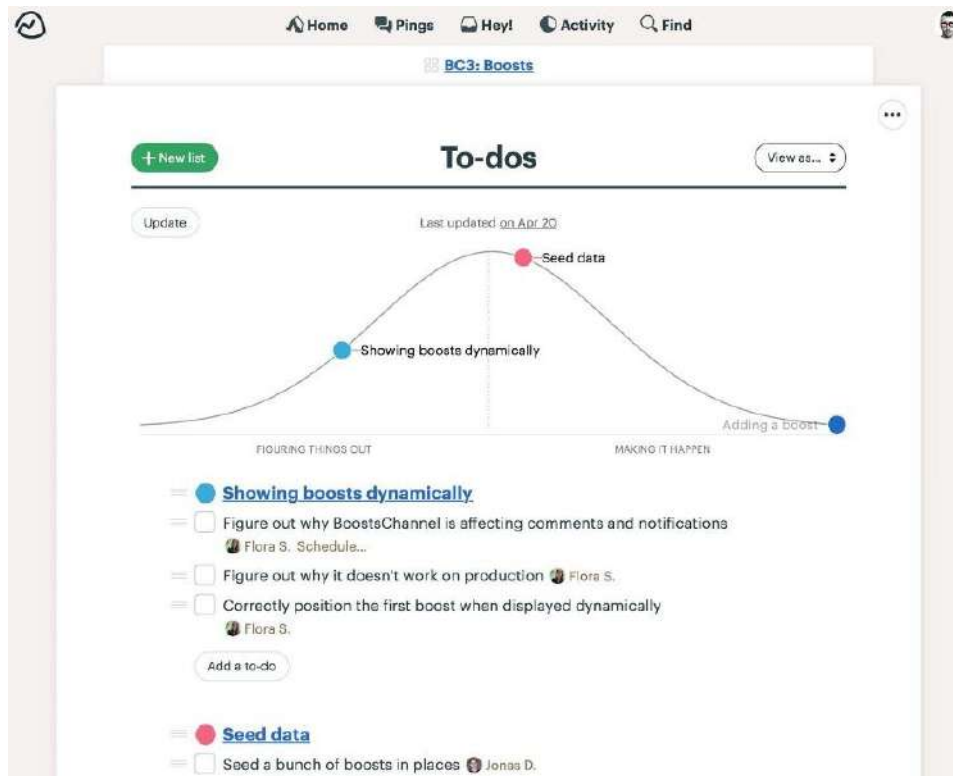 Home Pings Hey! Activity Find
BC3: Boosts
+ New list To-dos View as...
Update Last updated on Apr 20
Seed data
Showing boosts dynamically
Adding a boost
FIGURING THINGS OUT MAKING IT HAPPEN
Showing boosts dynamically
Figure out why BoostsChannel is affecting comments and notifications
Flora S. Schedule...
Figure out why it doesn't work on production Flora S.
Correctly position the first boost when displayed dynamically
Flora S.
Add a to-do
Seed data
Seed a bunch of boosts in places Jonas D.